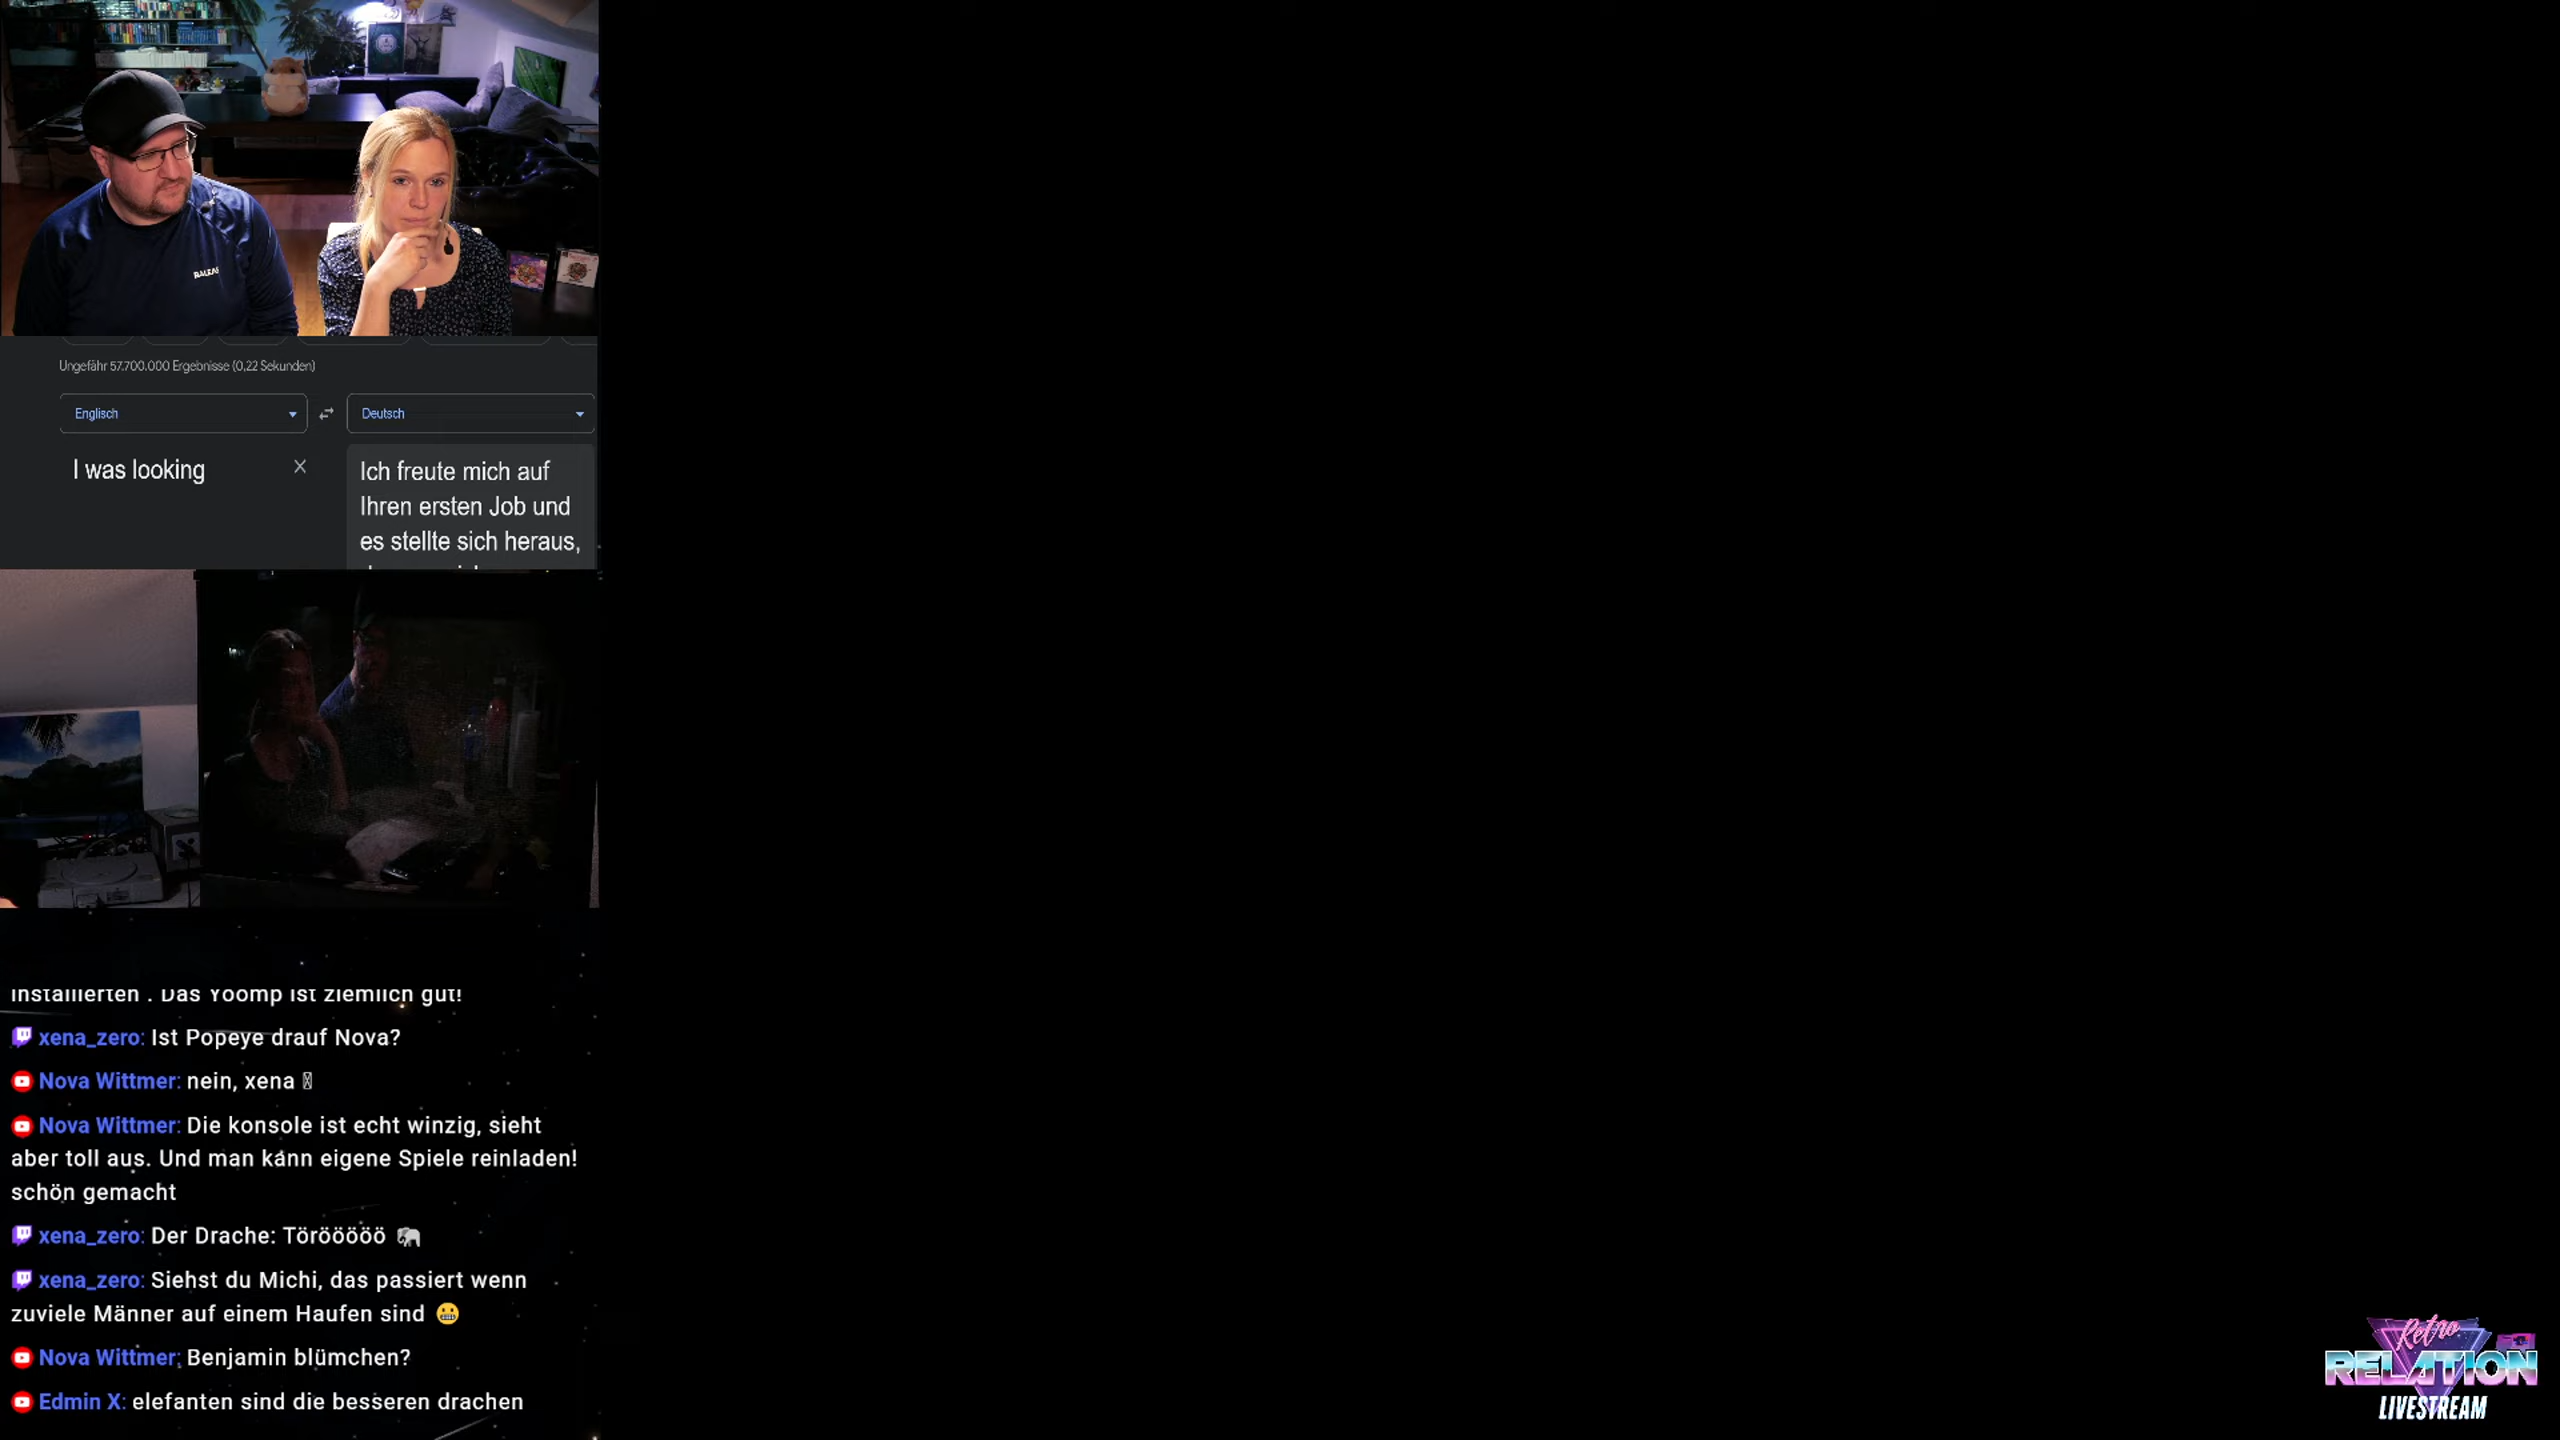 Ungefähr 57.700.000 Ergebnisse (0,22 Sekunden)
Englisch
Deutsch
I was looking
Ich freute mich auf
Ihren ersten Job und
es stellte sich heraus,
installierten . Das Yoomp ist ziemlich gut!
xena_zero: Ist Popeye drauf Nova?
Nova Wittmer: nein, xena
Nova Wittmer: Die konsole ist echt winzig, sieht
aber toll aus. Und man kann eigene Spiele reinladen!
schön gemacht
xena_zero: Der Drache: Törööööö 🐘
xena_zero: Siehst du Michi, das passiert wenn
zuviele Männer auf einem Haufen sind 😬
Nova Wittmer: Benjamin blümchen?
Edmin X: elefanten sind die besseren drachen
Retro
RELATION
LIVESTREAM